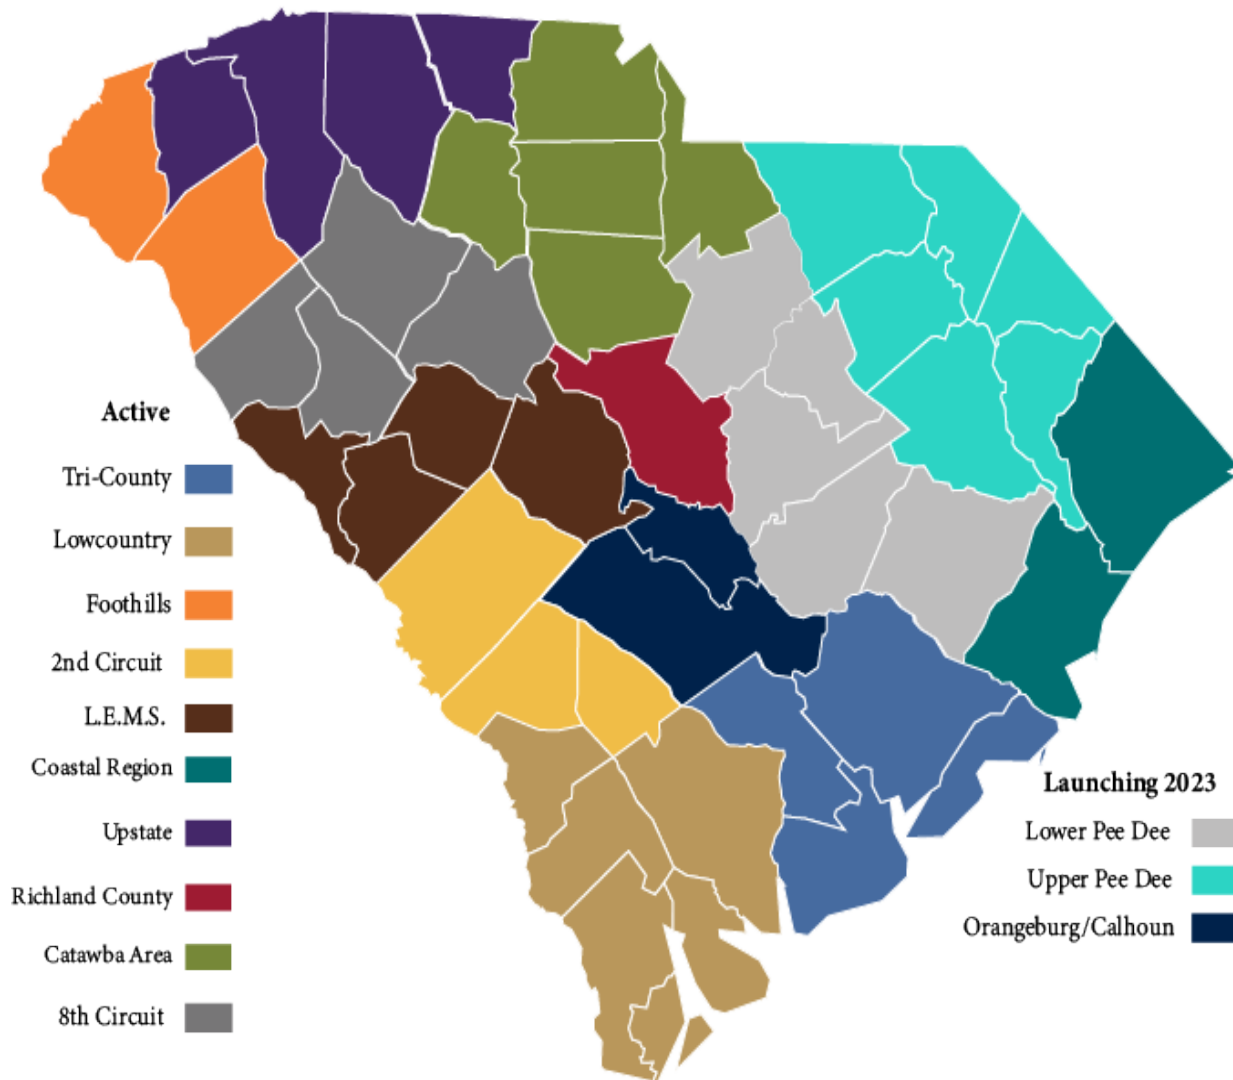 Active
Tri-County
Lowcountry
Foothills
2nd Circuit
L.E.M.S.
Coastal Region
Upstate
Richland County
Catawba Area
8th Circuit
Launching 2023
Lower Pee Dee
Upper Pee Dee
Orangeburg/Calhoun